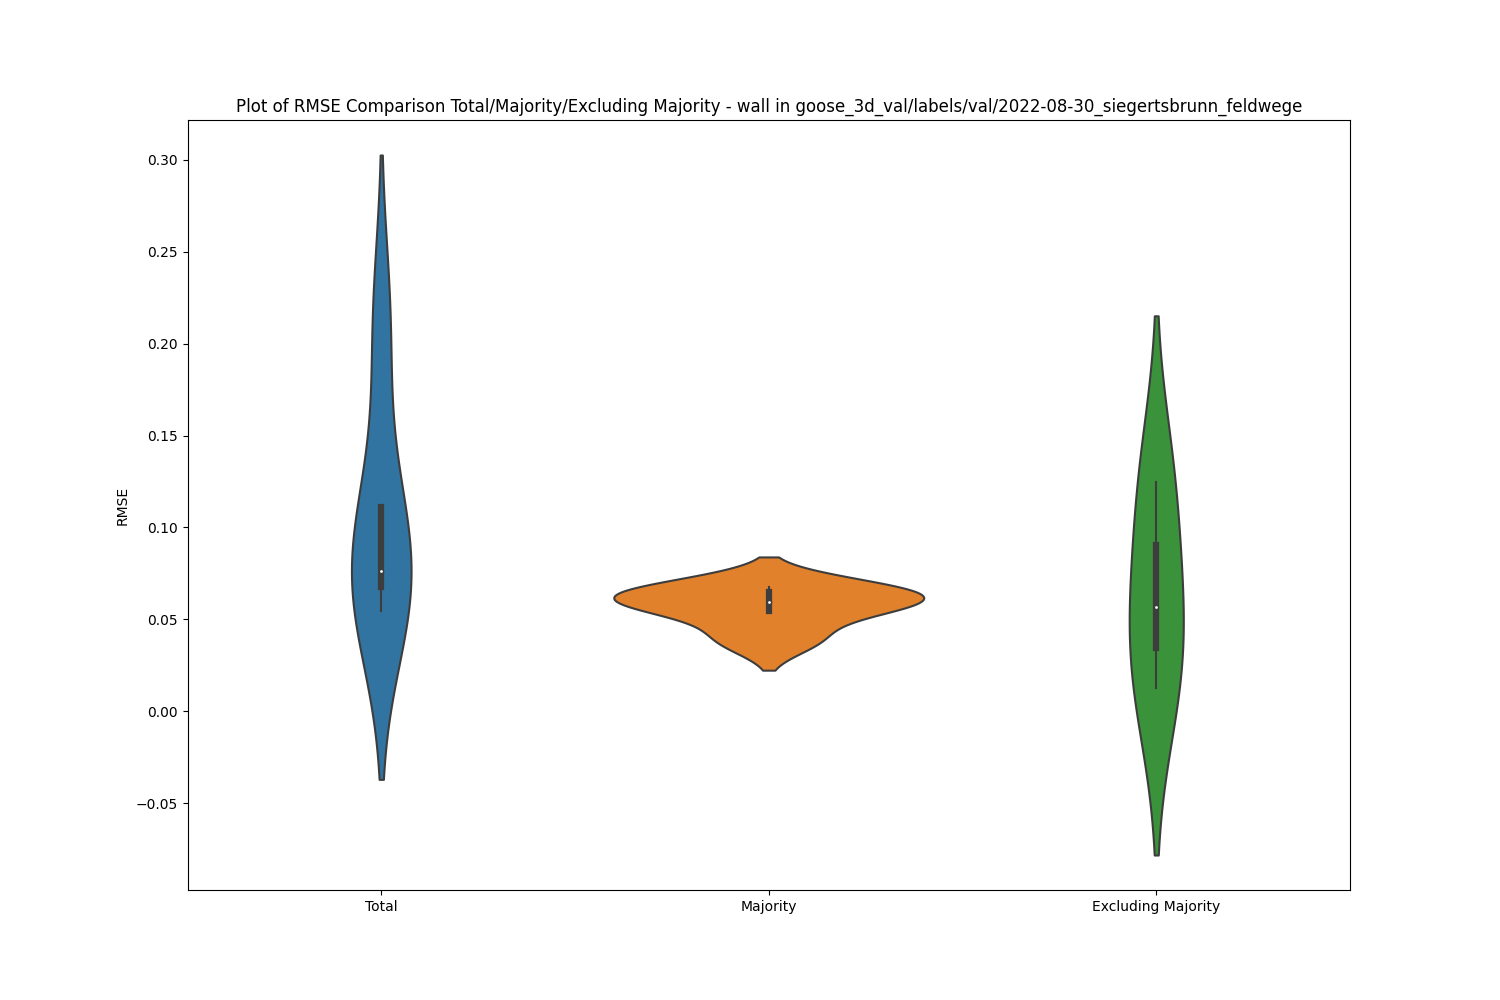 Plot of RMSE Comparison Total/Majority/Excluding Majority - wall in goose_3d_val/labels/val/2022-08-30_siegertsbrunn_feldwege
0.30
0.25
0.20
0.15
0.10
0.05
0.00
−0.05
RMSE
Total
Majority
Excluding Majority